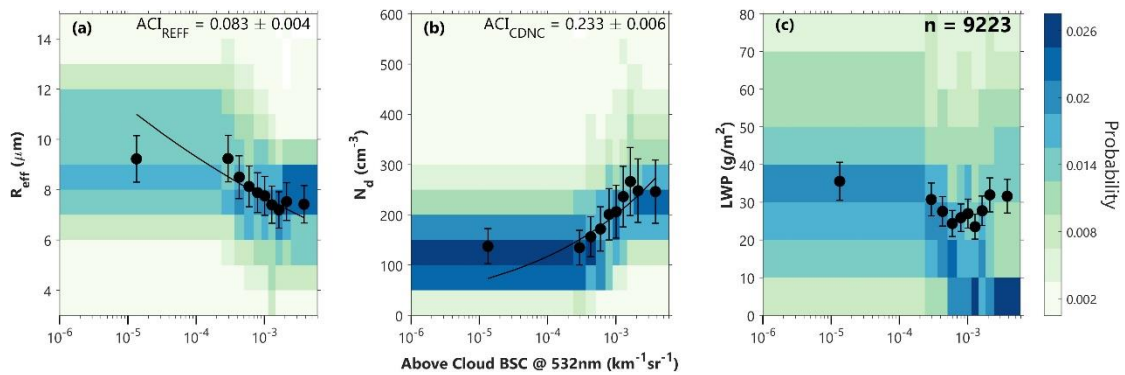 (a) ACI_REFF = 0.083 ± 0.004
R_eff (μm)
14
12
10
8
6
4
10⁻⁶ 10⁻⁵ 10⁻⁴ 10⁻³
(b) ACI_CDNC = 0.233 ± 0.006
N_d (cm⁻³)
600
500
400
300
200
100
0
10⁻⁶ 10⁻⁵ 10⁻⁴ 10⁻³
Above Cloud BSC @ 532nm (km⁻¹sr⁻¹)
(c) n = 9223
LWP (g/m²)
80
70
60
50
40
30
20
10
0
10⁻⁶ 10⁻⁵ 10⁻⁴ 10⁻³
0.026
0.02
0.014
0.008
0.002
Probability